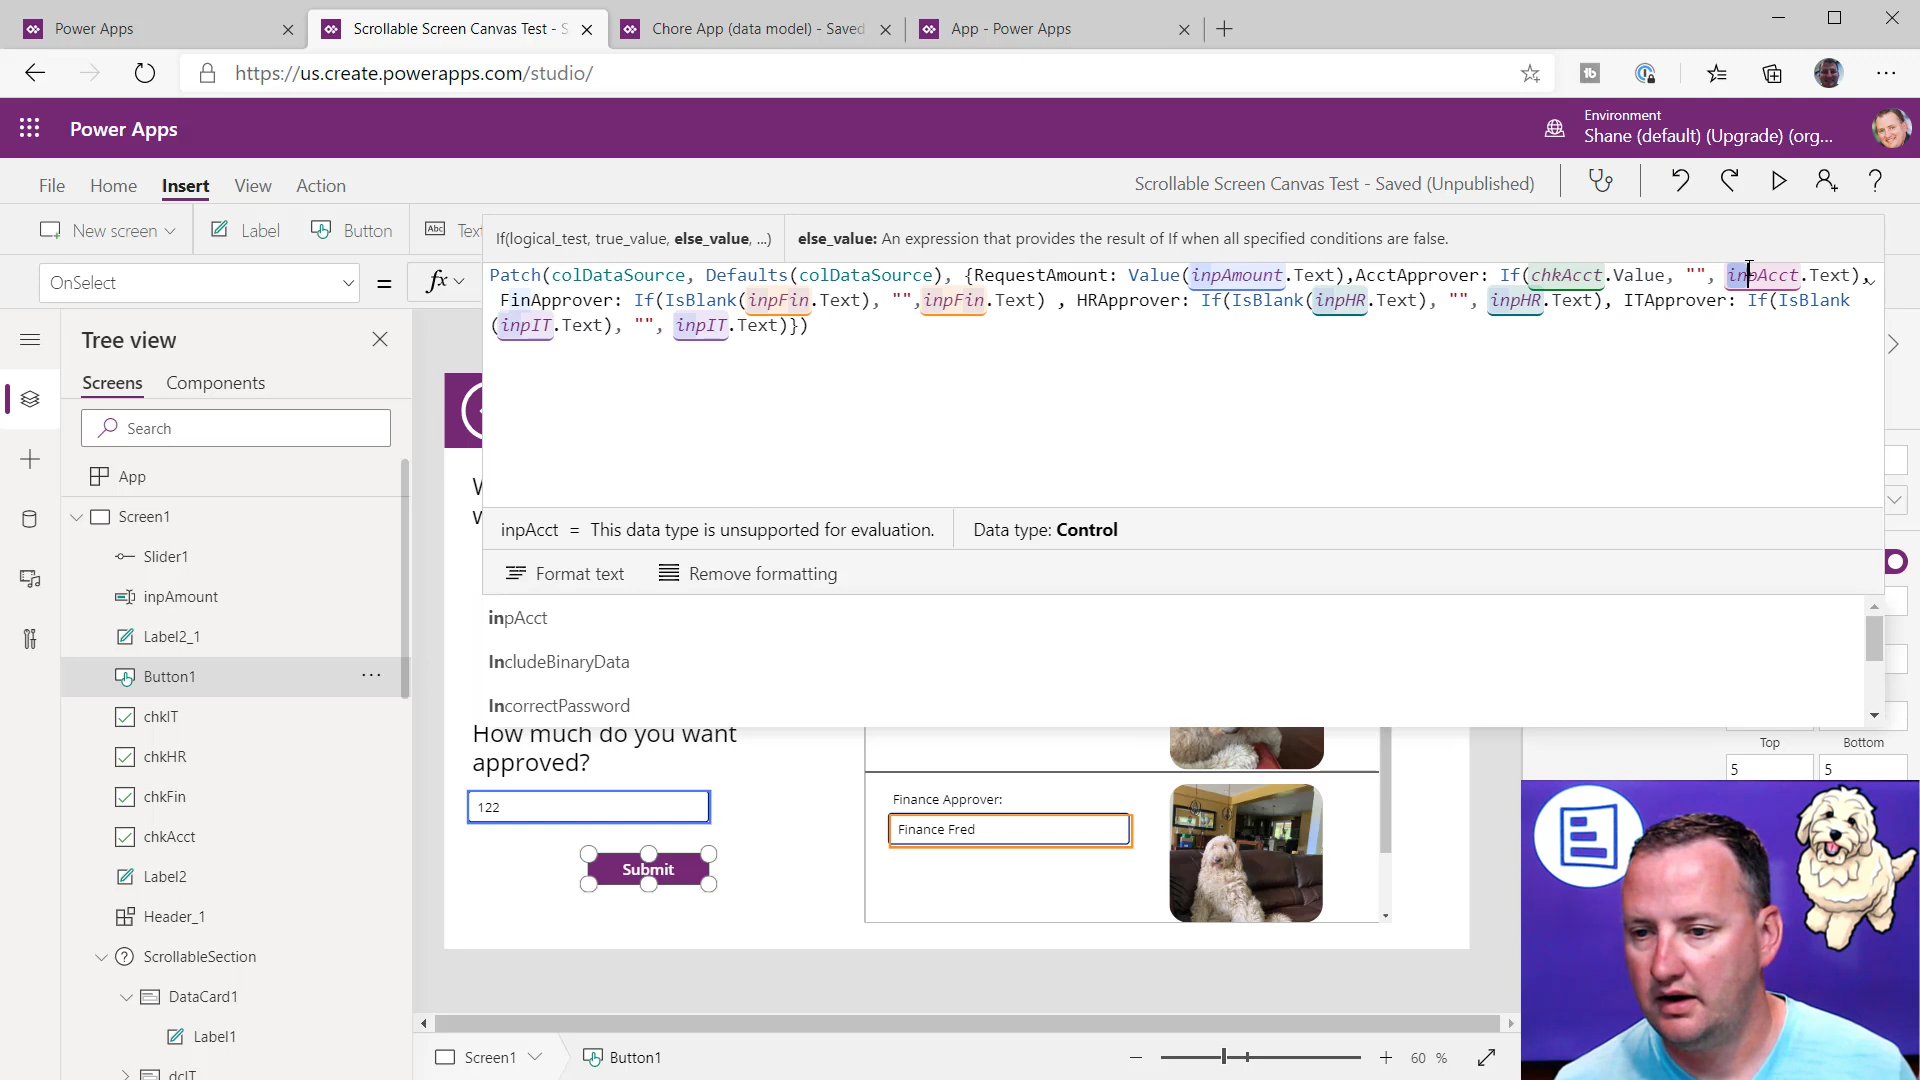 Power Apps
Scrollable Screen Canvas Test - S
Chore App (data model) - Saved
App - Power Apps
https://us.create.powerapps.com/studio/
Power Apps
Environment
Shane (default) (Upgrade) (org...
File
Home
Insert
View
Action
Scrollable Screen Canvas Test - Saved (Unpublished)
New screen
Label
Button
Abc
Text
If(logical_test, true_value, else_value, ...)
else_value: An expression that provides the result of If when all specified conditions are false.
OnSelect
=
fx
Patch(colDataSource, Defaults(colDataSource), {RequestAmount: Value(inpAmount.Text),AcctApprover: If(chkAcct.Value, "", inpAcct.Text),
FinApprover: If(IsBlank(inpFin.Text), "",inpFin.Text) , HRApprover: If(IsBlank(inpHR.Text), "", inpHR.Text), ITApprover: If(IsBlank
(inpIT.Text), "", inpIT.Text)})
Tree view
Screens
Components
Search
App
Screen1
Slider1
inpAmount
Label2_1
Button1
...
chkIT
chkHR
chkFin
chkAcct
Label2
Header_1
ScrollableSection
DataCard1
Label1
dcIT
inpAcct = This data type is unsupported for evaluation.
Data type: Control
Format text
Remove formatting
inpAcct
IncludeBinaryData
IncorrectPassword
How much do you want
approved?
122
Submit
Finance Approver:
Finance Fred
Top
Bottom
5
5
Screen1
Button1
60 %